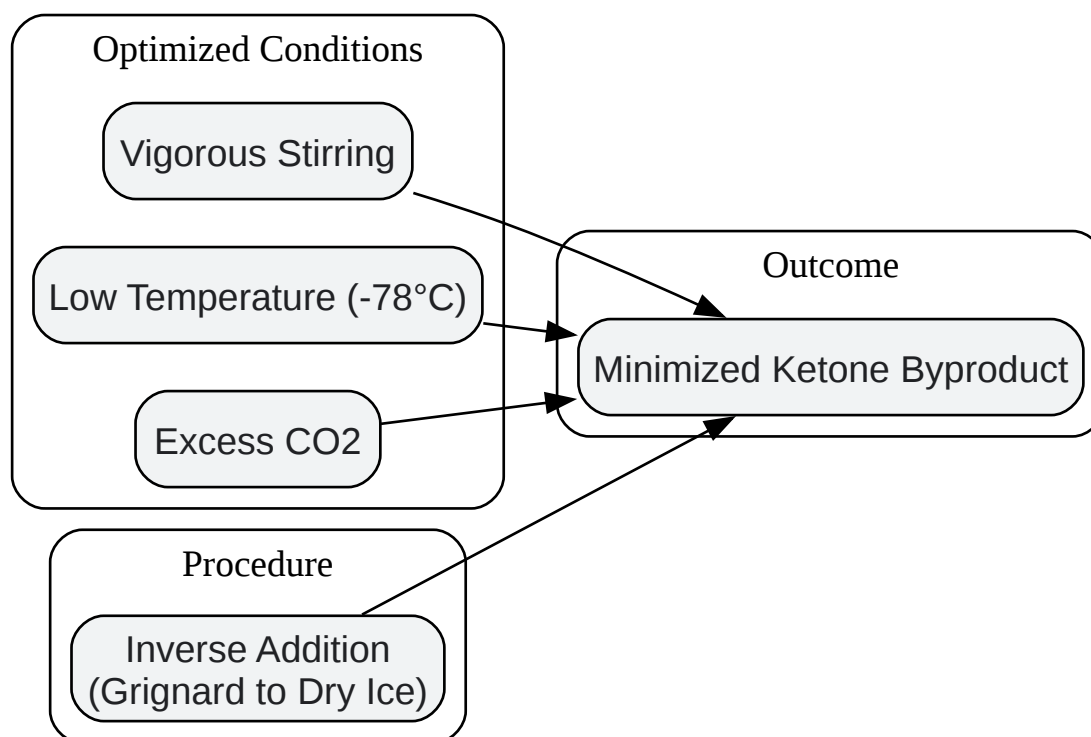 Optimized Conditions
Vigorous Stirring
Low Temperature (-78°C)
Excess CO2
Outcome
Minimized Ketone Byproduct
Procedure
Inverse Addition
(Grignard to Dry Ice)